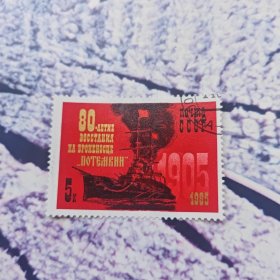 80-ЛЕТИЕ
ВОССТАНИЯ
НА БРОНЕНОСЦЕ
"ПОТЕМКИН"
ПОЧТА
СССР
1905
1985
5к